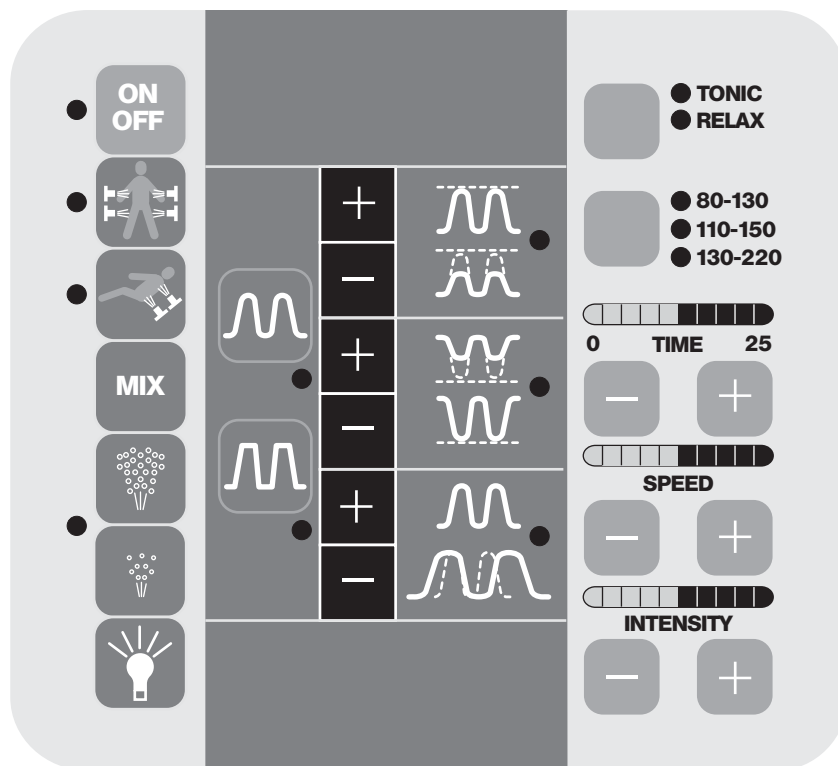 ON
OFF
MIX
+
−
+
−
+
−
TONIC
RELAX
80-130
110-150
130-220
0 TIME 25
− +
SPEED
− +
INTENSITY
− +